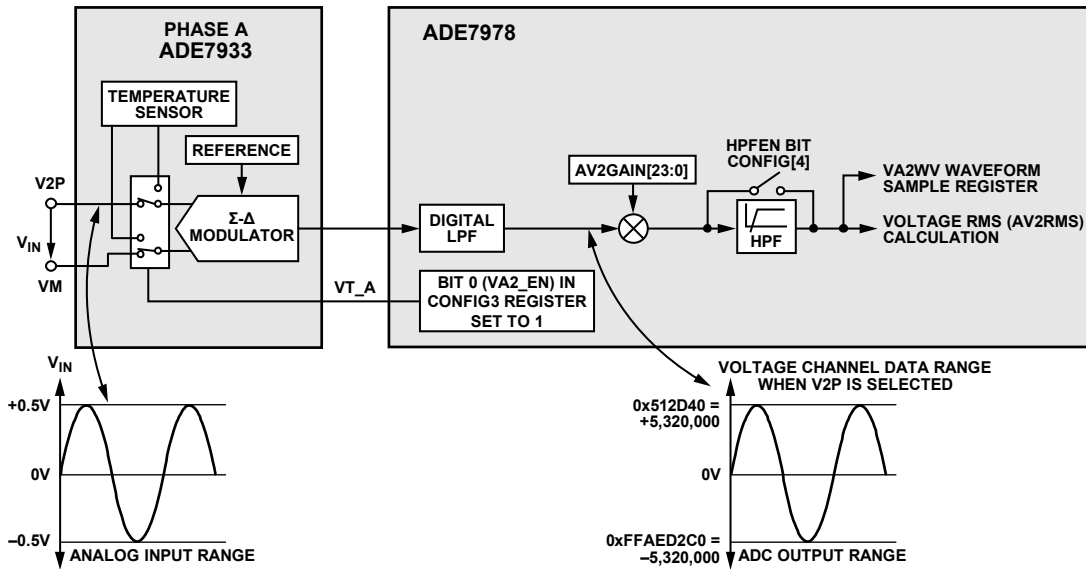 PHASE A
ADE7933
ADE7978
TEMPERATURE
SENSOR
REFERENCE
V2P
VIN
VM
Σ-Δ
MODULATOR
VT_A
DIGITAL
LPF
BIT 0 (VA2_EN) IN
CONFIG3 REGISTER
SET TO 1
AV2GAIN[23:0]
HPFEN BIT
CONFIG[4]
HPF
VA2WV WAVEFORM
SAMPLE REGISTER
VOLTAGE RMS (AV2RMS)
CALCULATION
VIN
+0.5V
0V
–0.5V
ANALOG INPUT RANGE
VOLTAGE CHANNEL DATA RANGE
WHEN V2P IS SELECTED
0x512D40 =
+5,320,000
0V
0xFFAED2C0 =
–5,320,000
ADC OUTPUT RANGE